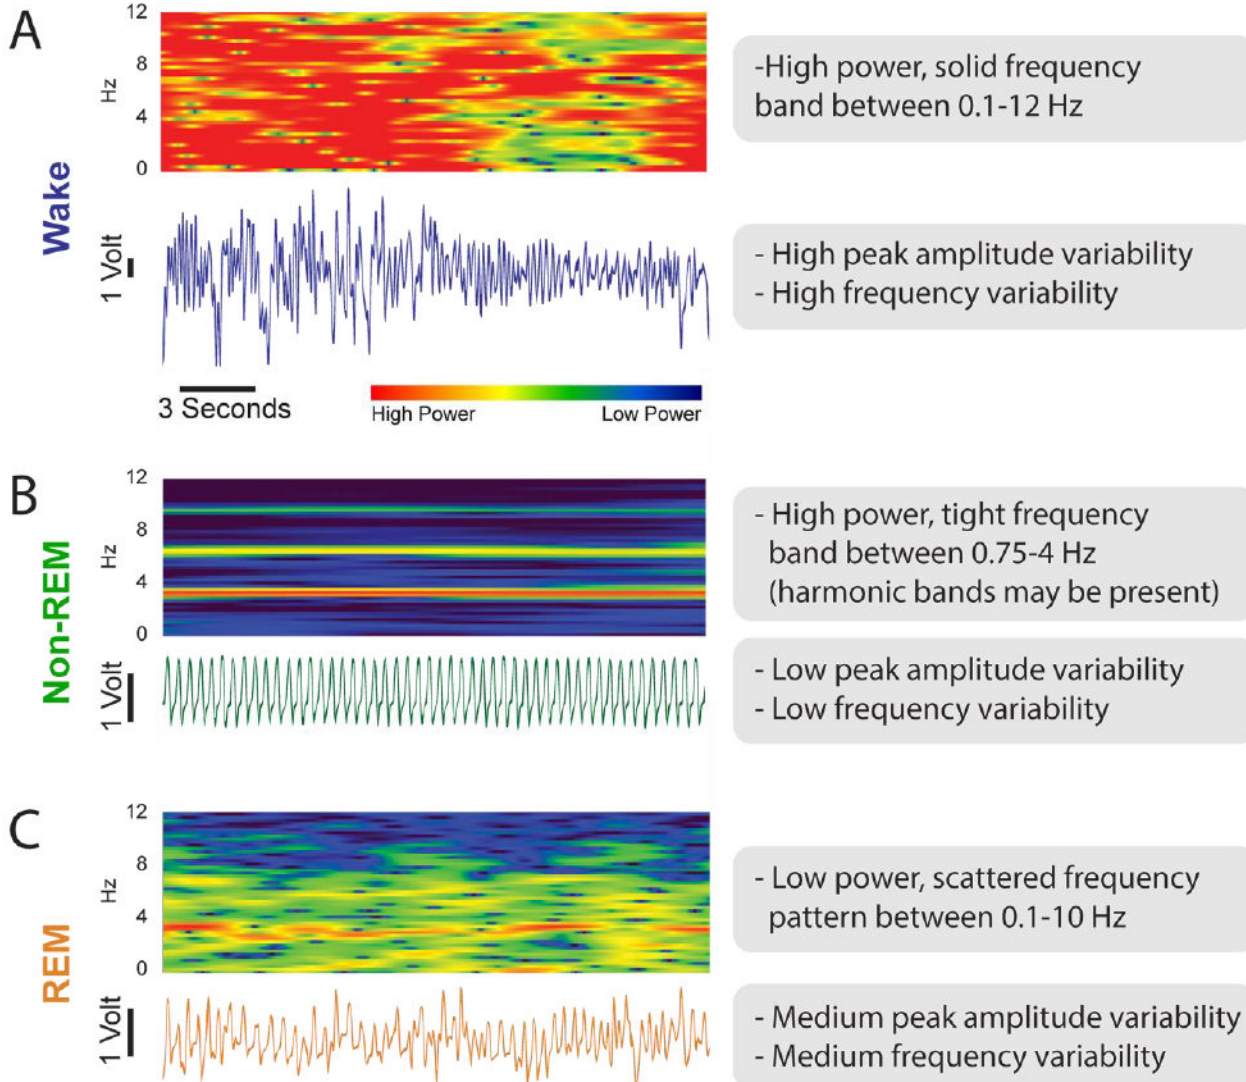 A
12
8
4
0
Hz
Wake
1 Volt
-High power, solid frequency
band between 0.1-12 Hz
- High peak amplitude variability
- High frequency variability
3 Seconds
High Power
Low Power
B
12
8
4
0
Hz
Non-REM
1 Volt
- High power, tight frequency
band between 0.75-4 Hz
(harmonic bands may be present)
- Low peak amplitude variability
- Low frequency variability
C
12
8
4
0
Hz
REM
1 Volt
- Low power, scattered frequency
pattern between 0.1-10 Hz
- Medium peak amplitude variability
- Medium frequency variability